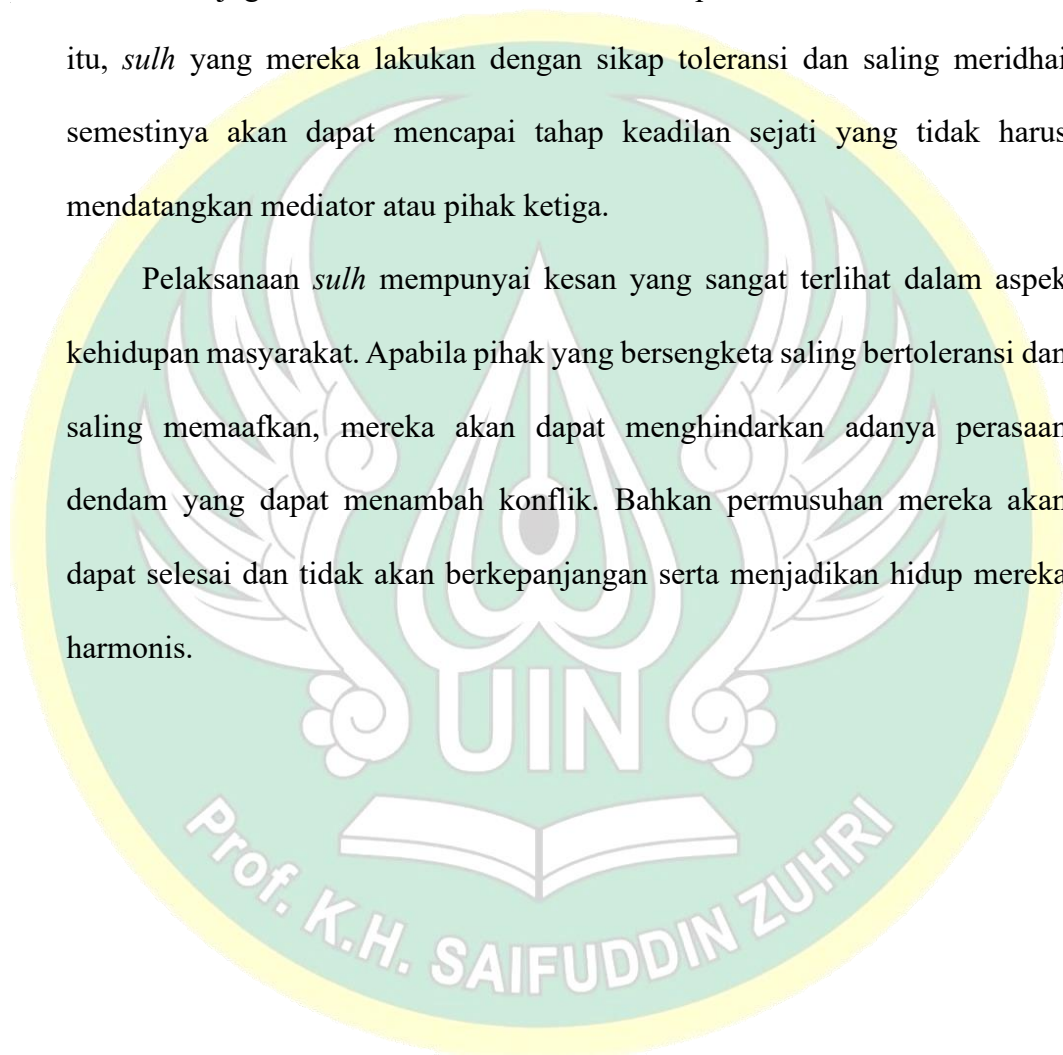 itu, sulh yang mereka lakukan dengan sikap toleransi dan saling meridhai
semestinya akan dapat mencapai tahap keadilan sejati yang tidak harus
mendatangkan mediator atau pihak ketiga.
Pelaksanaan sulh mempunyai kesan yang sangat terlihat dalam aspek
kehidupan masyarakat. Apabila pihak yang bersengketa saling bertoleransi dan
saling memaafkan, mereka akan dapat menghindarkan adanya perasaan
dendam yang dapat menambah konflik. Bahkan permusuhan mereka akan
dapat selesai dan tidak akan berkepanjangan serta menjadikan hidup mereka
harmonis.
UIN
Prof. K.H. SAIFUDDIN ZUHRI